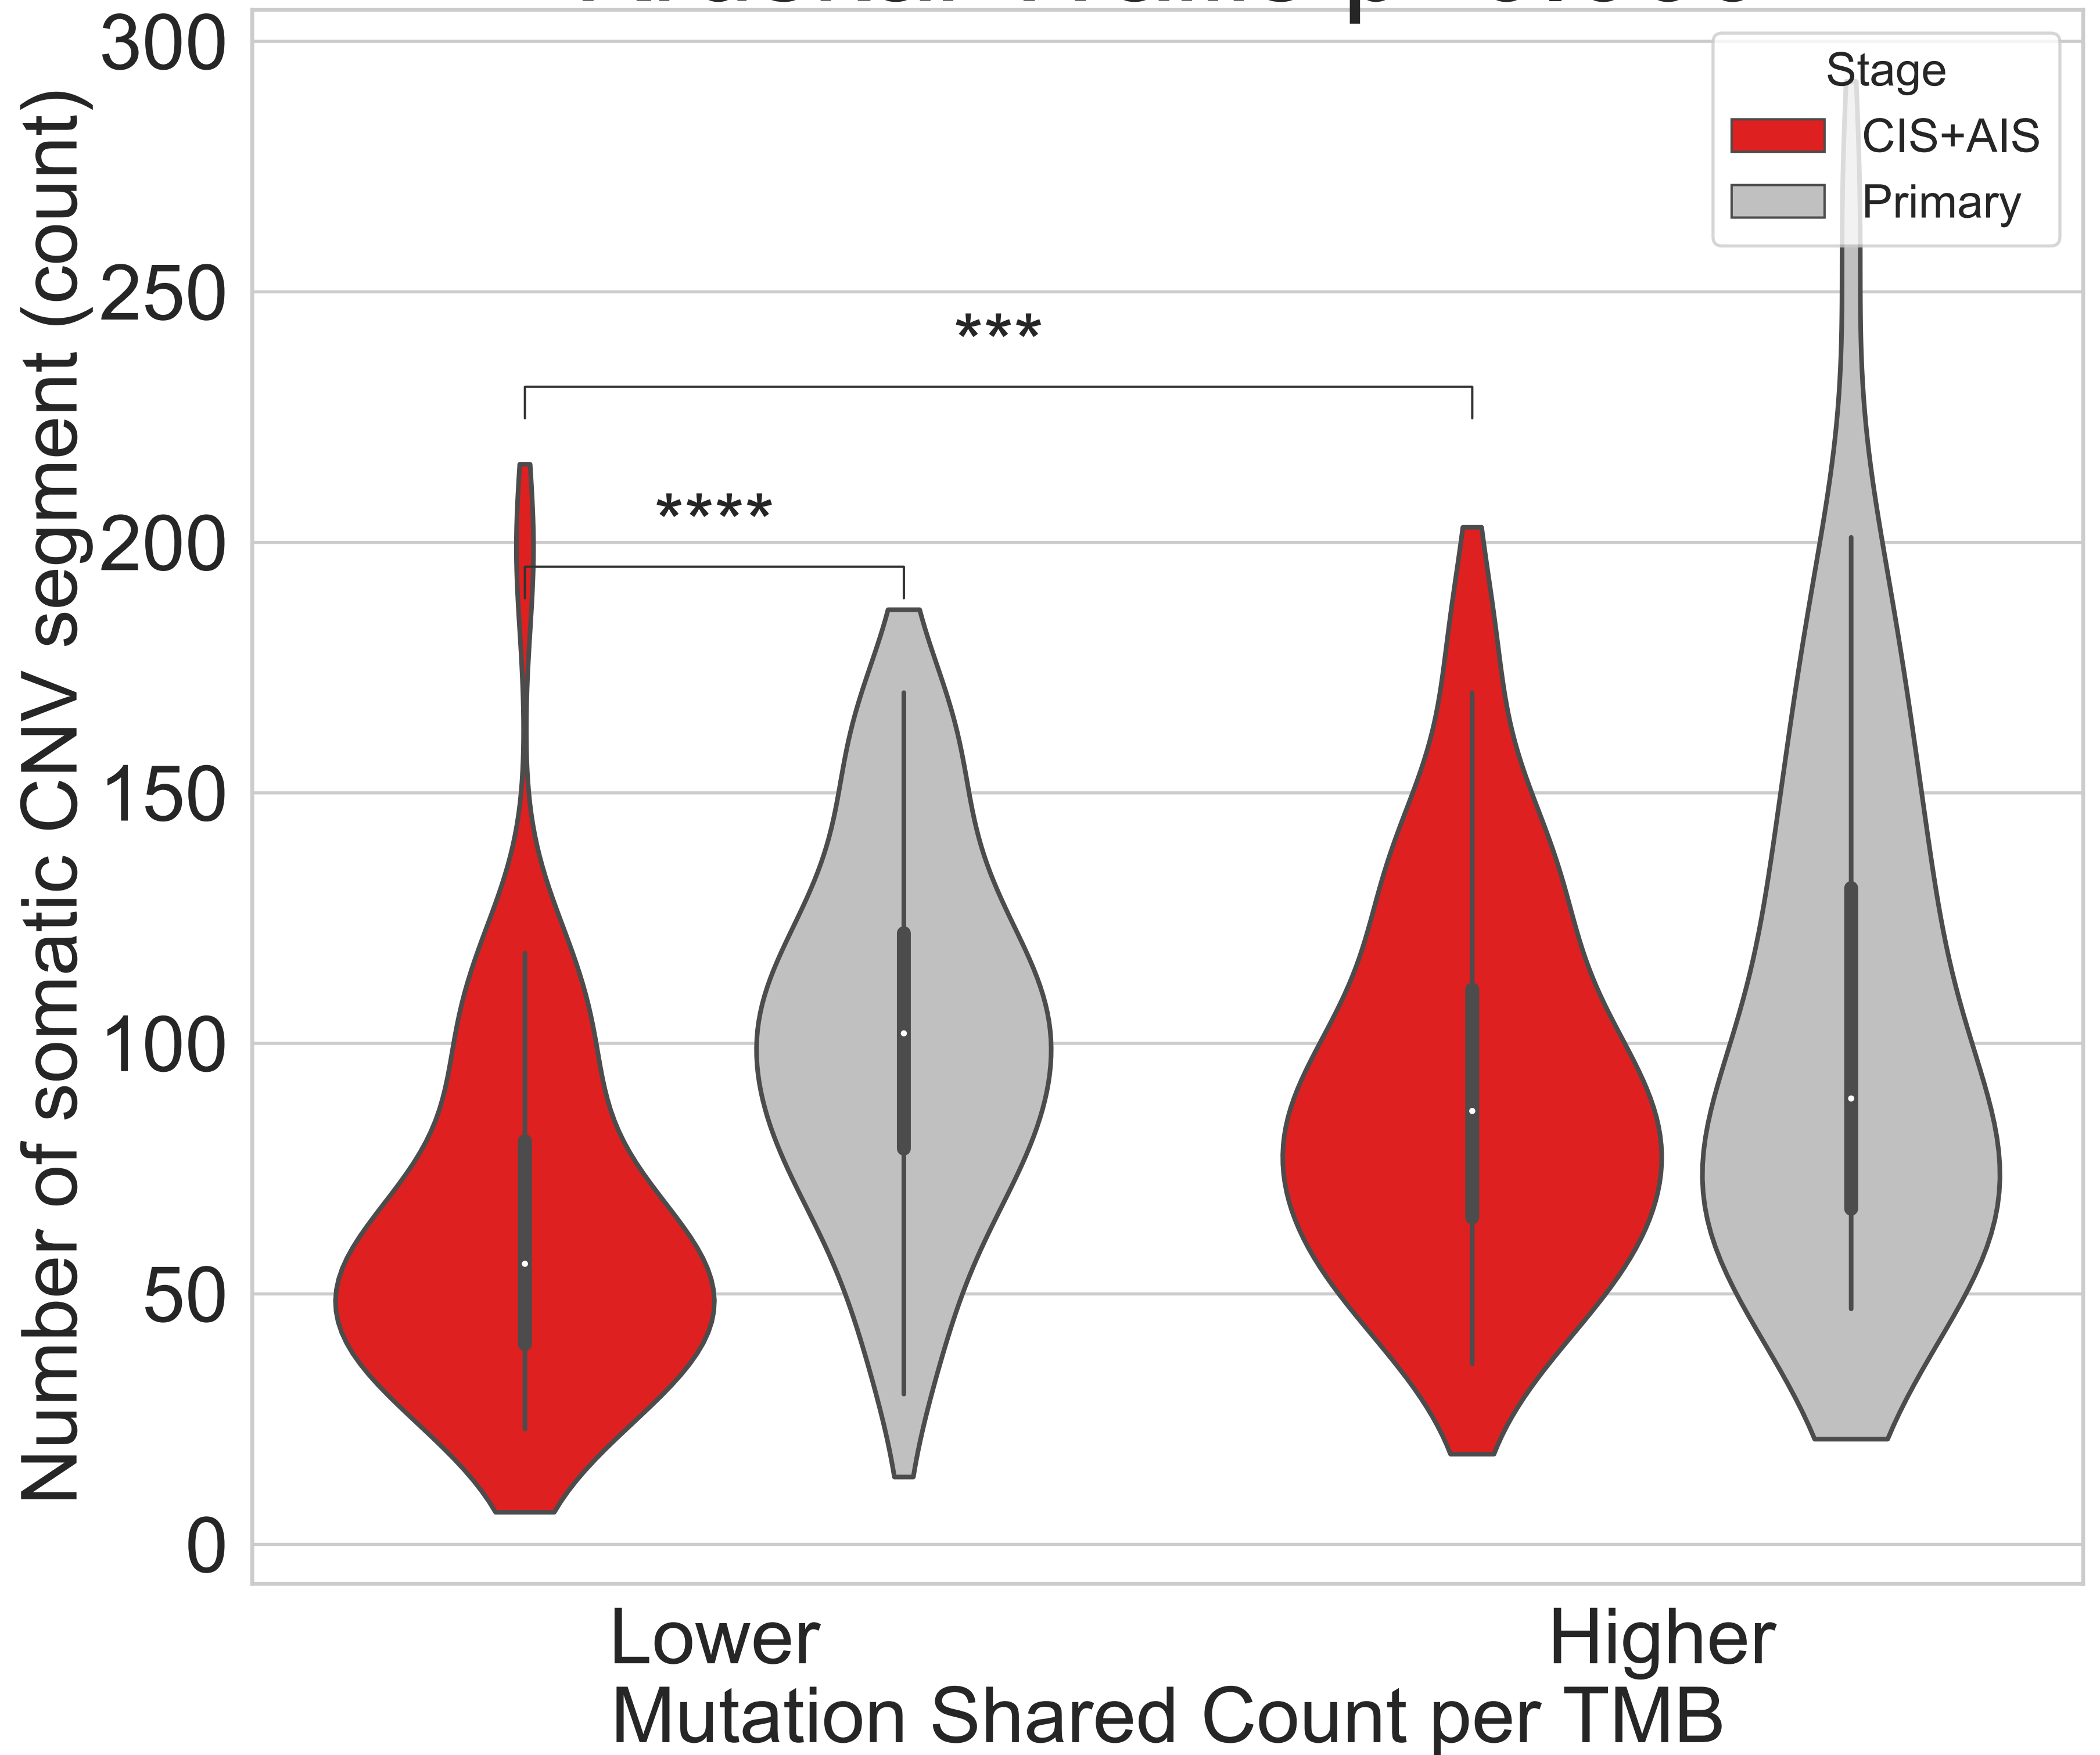 300
250
200
150
100
50
0
Number of somatic CNV segment (count)
Stage
CIS+AIS
Primary
***
****
Lower
Higher
Mutation Shared Count per TMB